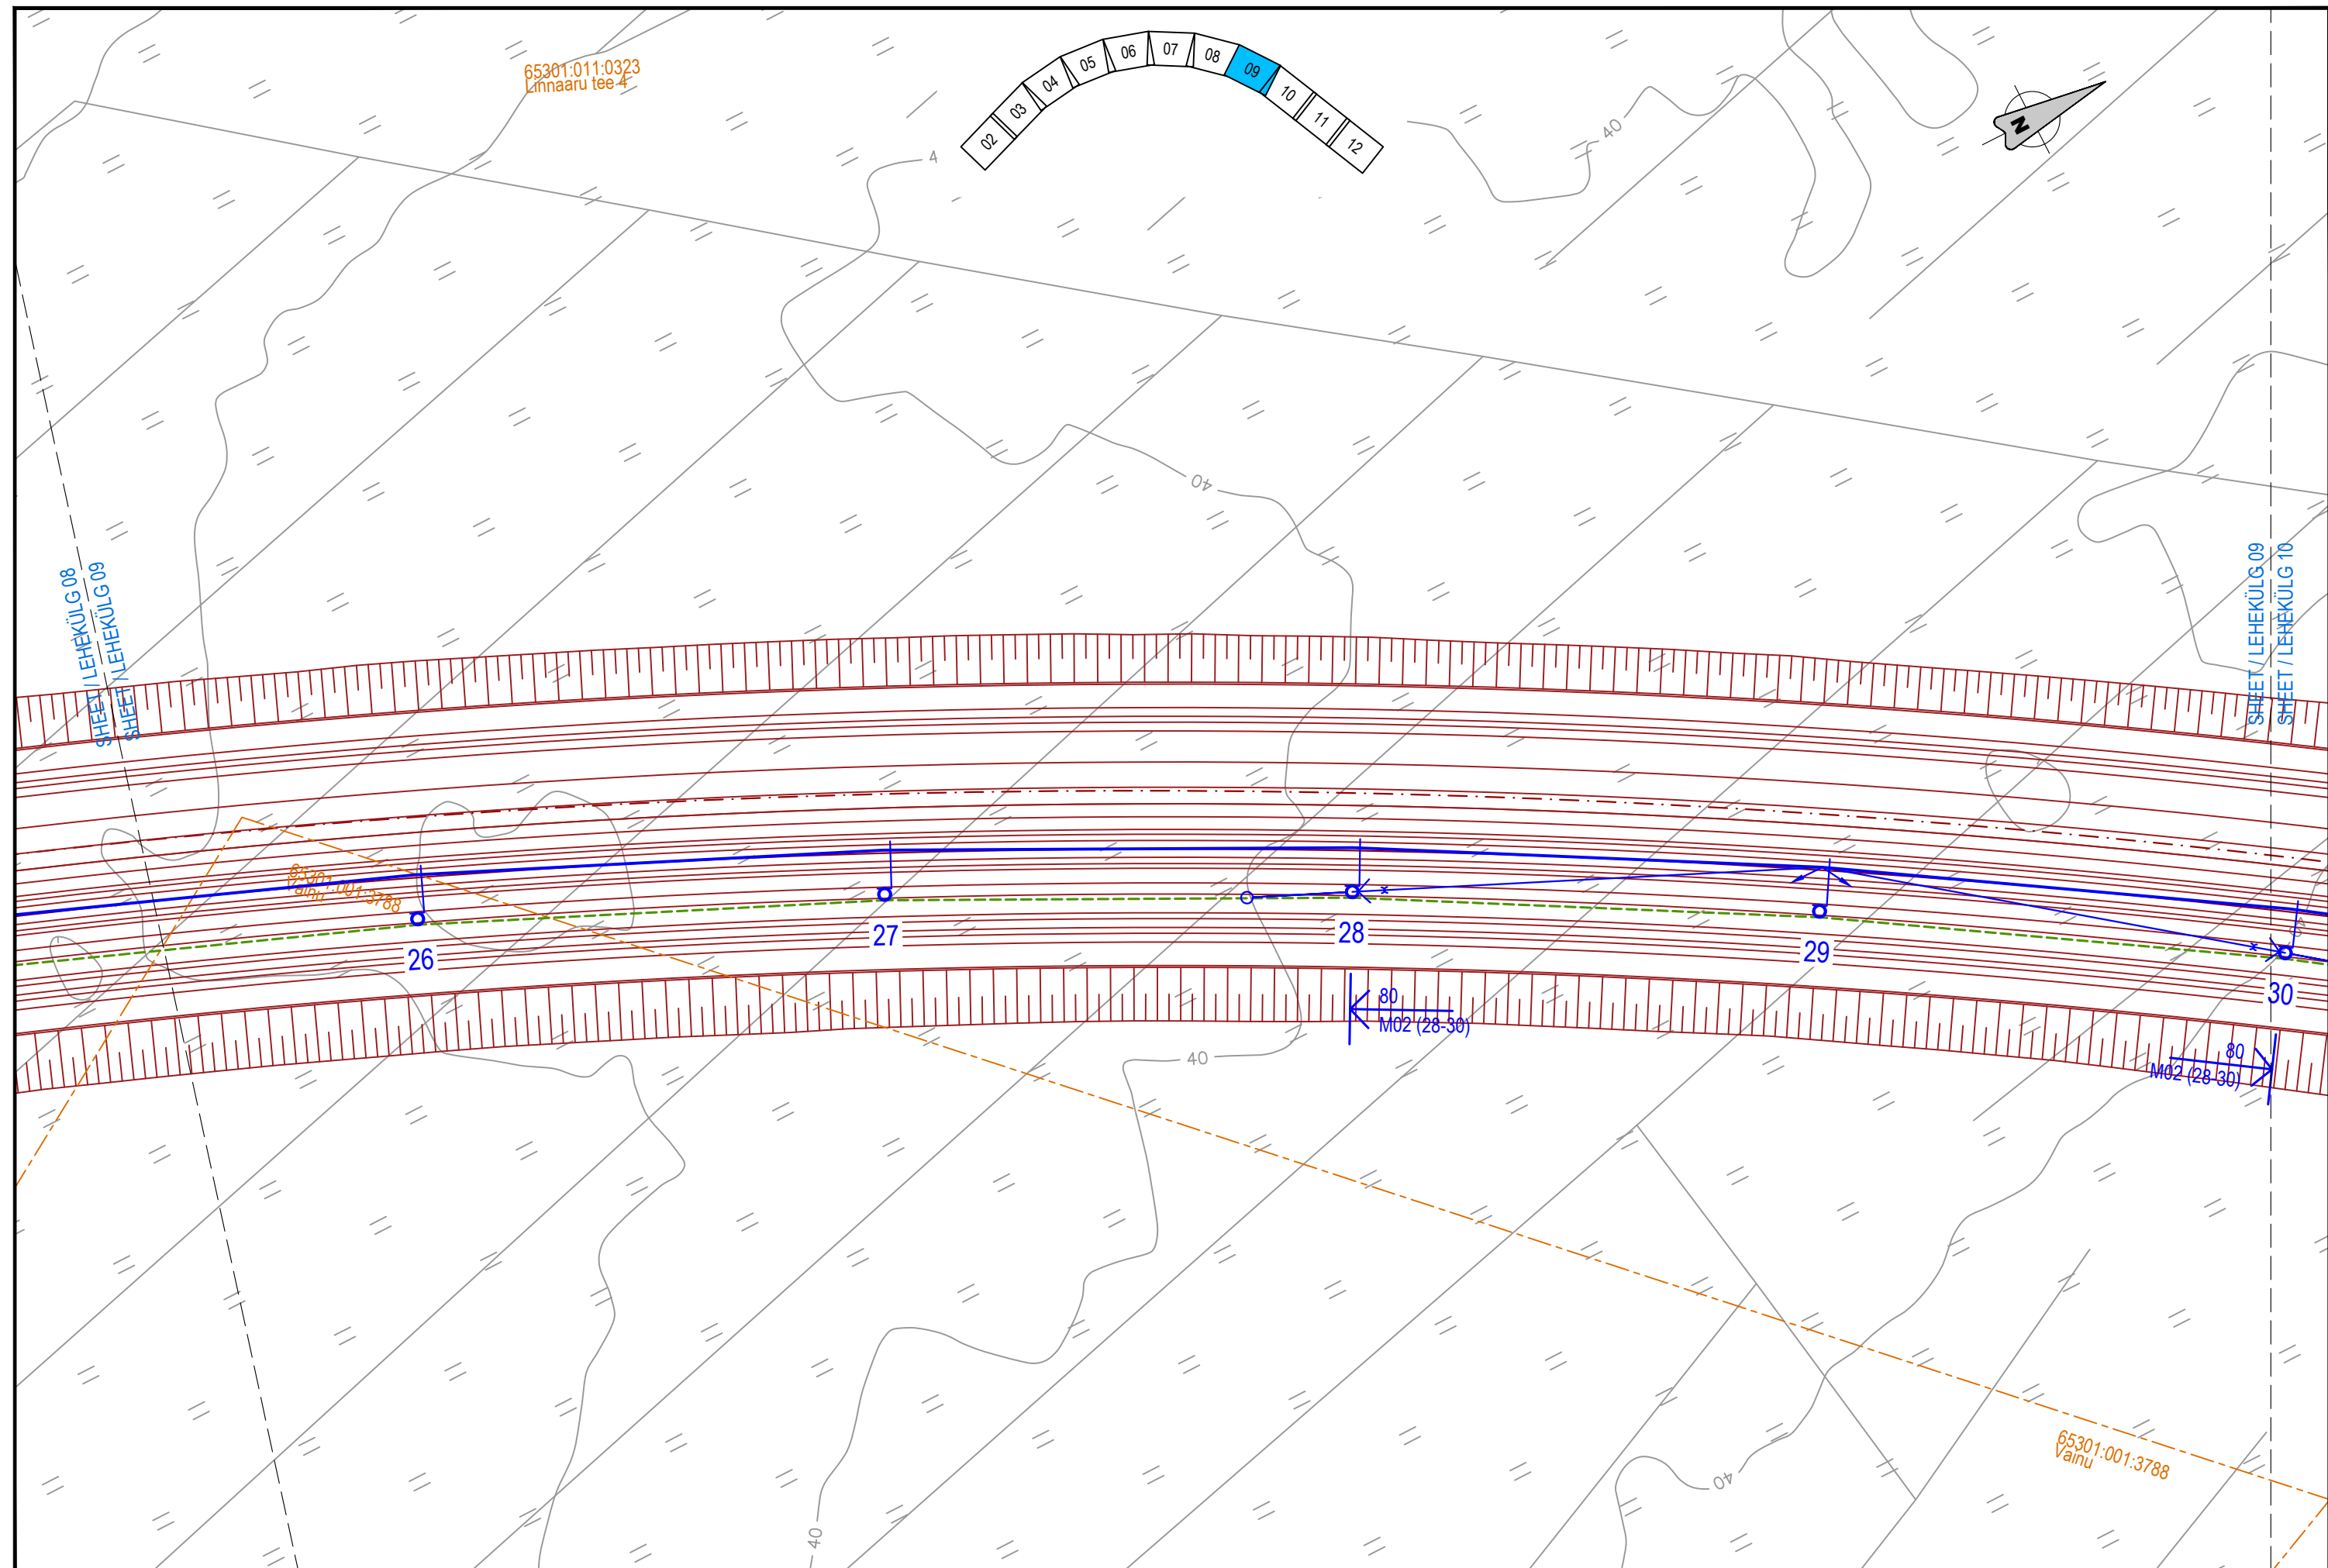 65301:011:0323
Linnaaru tee 4
02
03
04
05
06
07
08
09
10
11
12
N
4
40
40
SHEET / LEHEKÜLG 08
SHEET / LEHEKÜLG 09
SHEET / LEHEKÜLG 09
SHEET / LEHEKÜLG 10
65301:001:3788
Vainu
26
27
28
29
30
80
M02 (28-30)
80
M02 (28-30)
40
40
40
65301:001:3788
Vainu